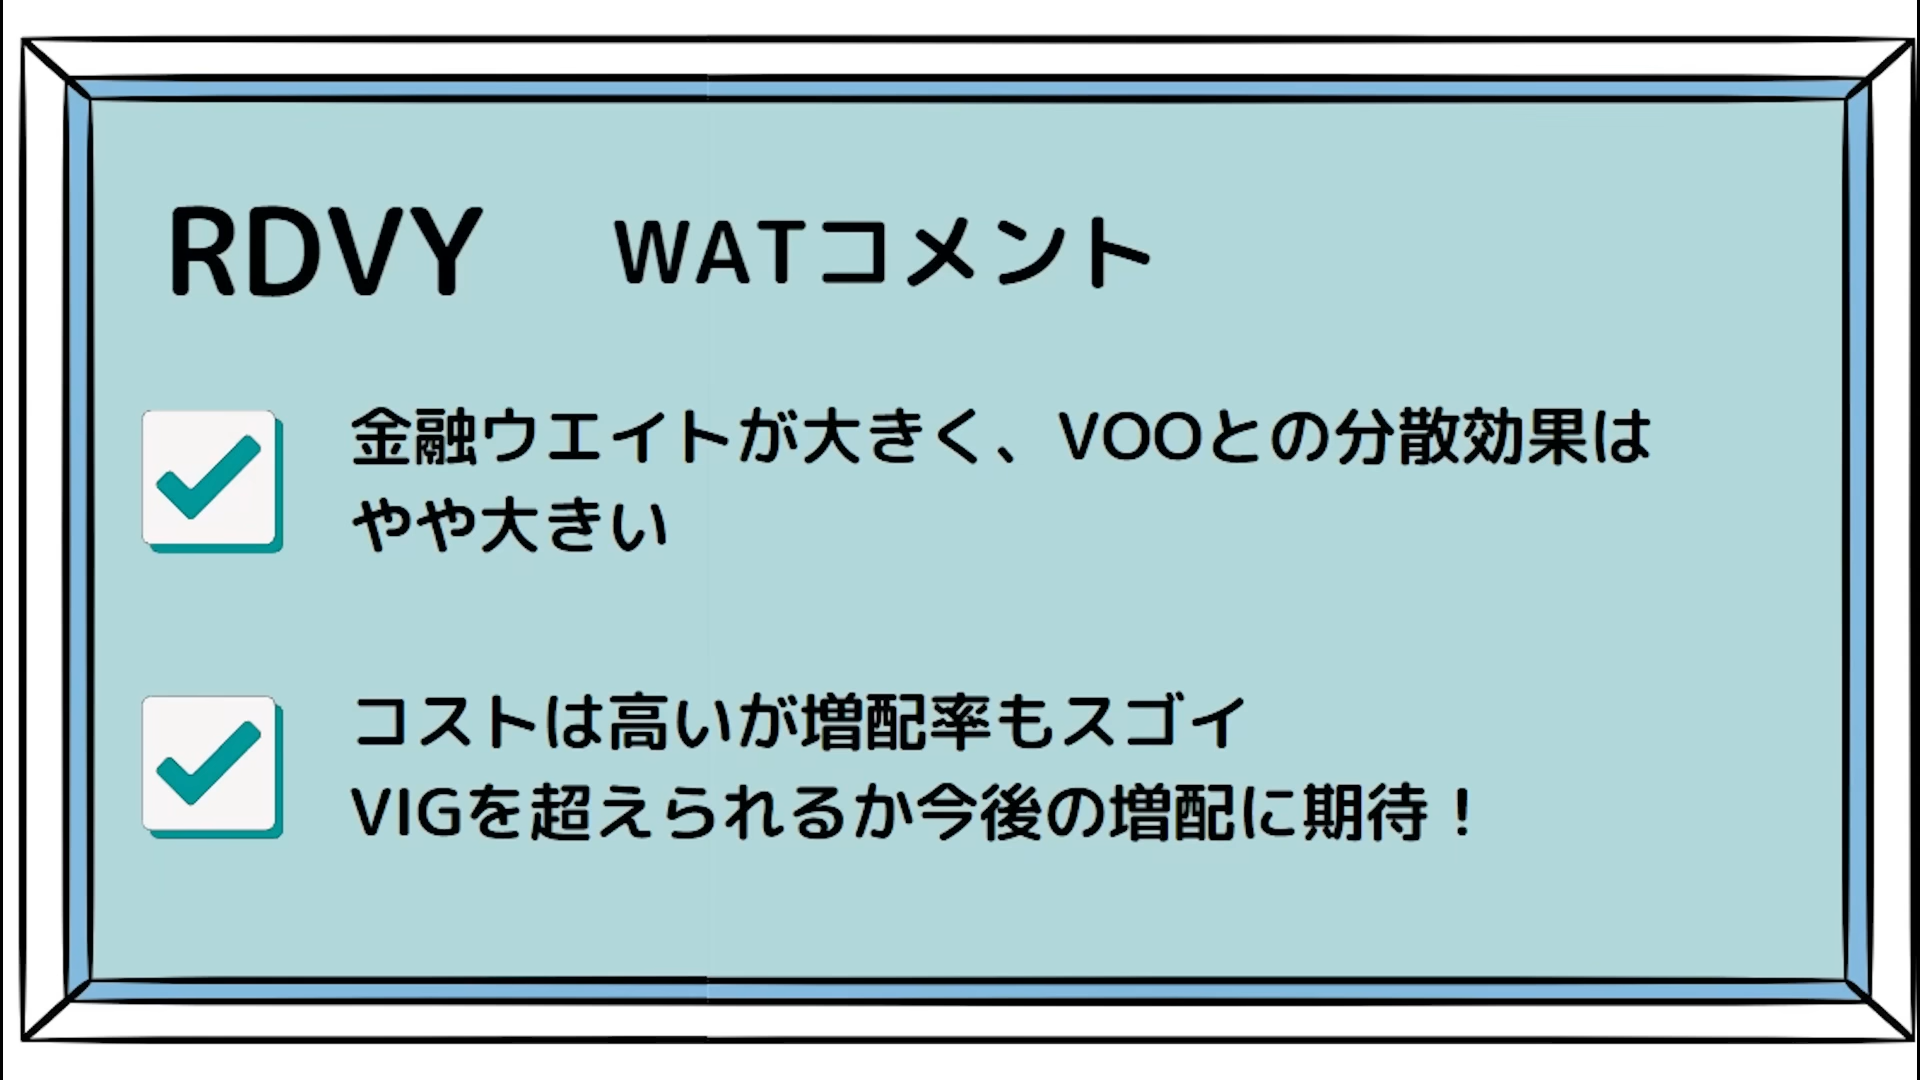 RDVY WATコメント
金融ウエイトが大きく、VOOとの分散効果は
やや大きい
コストは高いが増配率もスゴイ
VIGを超えられるか今後の増配に期待！